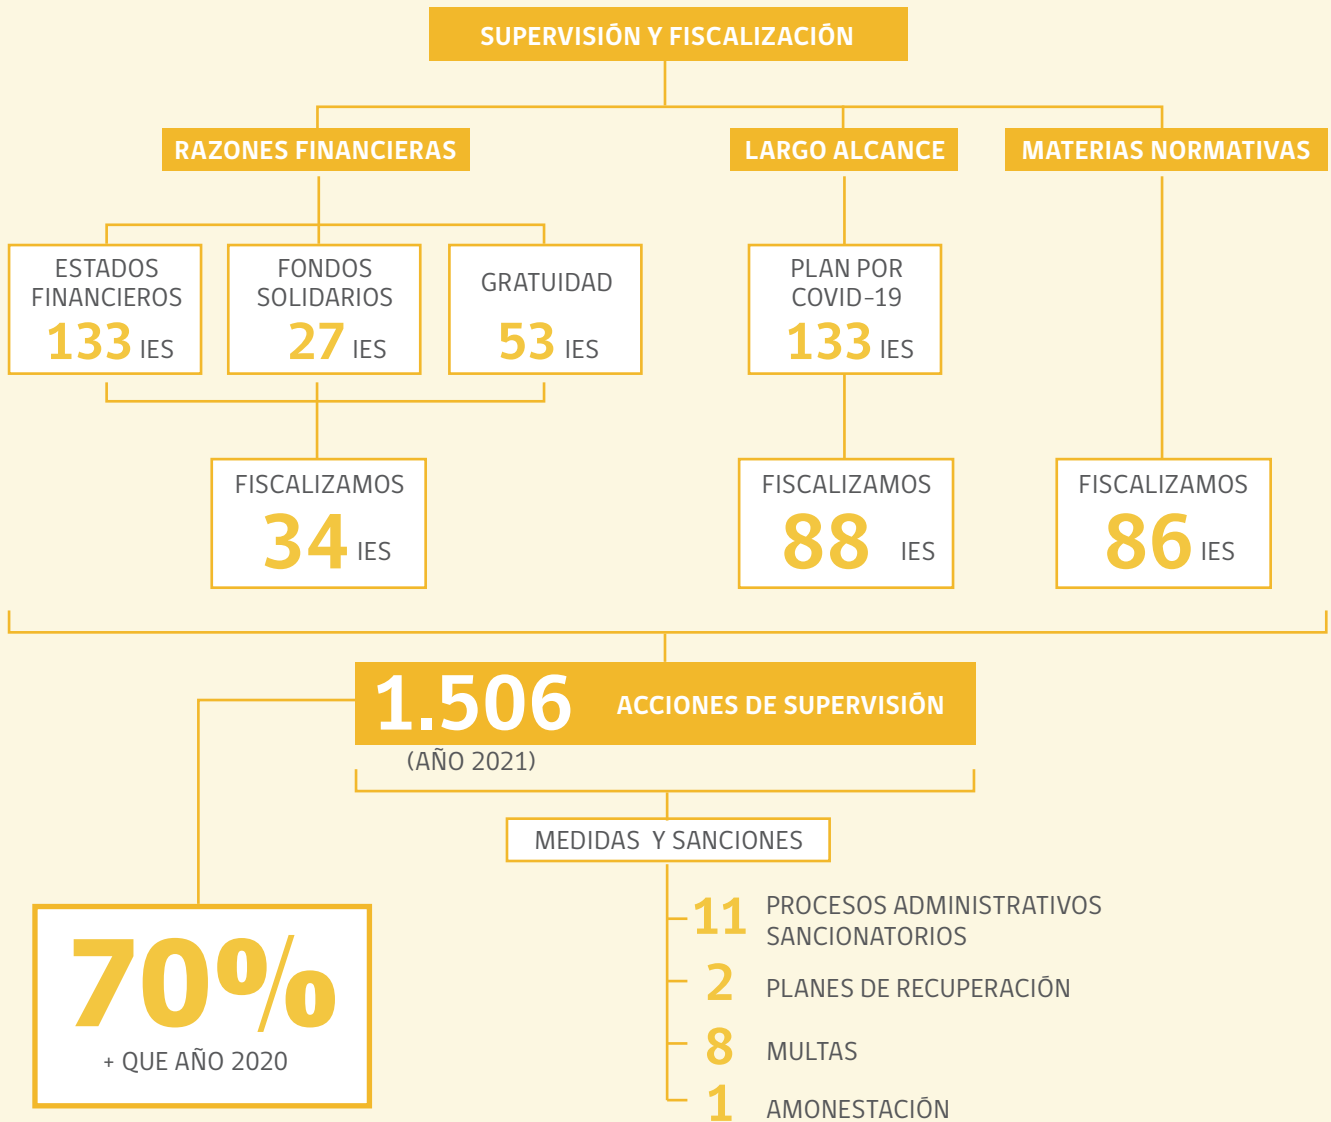 SUPERVISIÓN Y FISCALIZACIÓN
RAZONES FINANCIERAS
LARGO ALCANCE
MATERIAS NORMATIVAS
ESTADOS
FINANCIEROS
133 IES
FONDOS
SOLIDARIOS
27 IES
GRATUIDAD
53 IES
PLAN POR
COVID-19
133 IES
FISCALIZAMOS
34 IES
FISCALIZAMOS
88 IES
FISCALIZAMOS
86 IES
1.506 ACCIONES DE SUPERVISIÓN
(AÑO 2021)
MEDIDAS Y SANCIONES
11 PROCESOS ADMINISTRATIVOS
SANCIONATORIOS
2 PLANES DE RECUPERACIÓN
8 MULTAS
1 AMONESTACIÓN
70%
+ QUE AÑO 2020